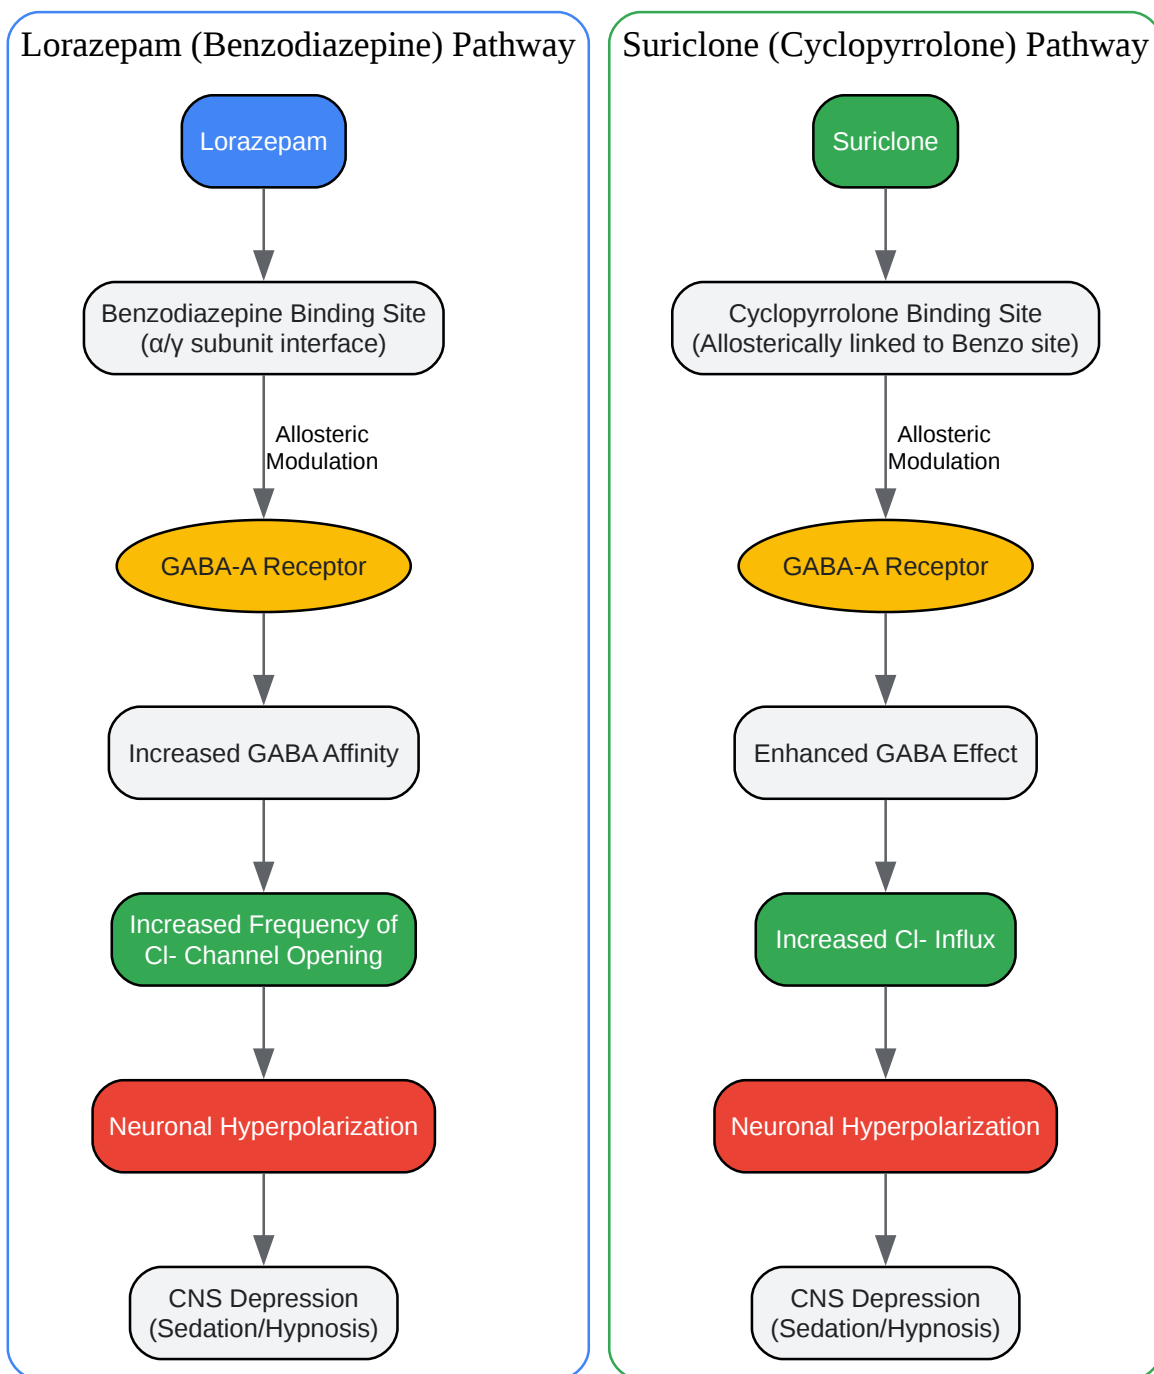 Lorazepam (Benzodiazepine) Pathway
Lorazepam
Benzodiazepine Binding Site
(α/γ subunit interface)
Allosteric
Modulation
GABA-A Receptor
Increased GABA Affinity
Increased Frequency of
Cl- Channel Opening
Neuronal Hyperpolarization
CNS Depression
(Sedation/Hypnosis)
Suriclone (Cyclopyrrolone) Pathway
Suriclone
Cyclopyrrolone Binding Site
(Allosterically linked to Benzo site)
Allosteric
Modulation
GABA-A Receptor
Enhanced GABA Effect
Increased Cl- Influx
Neuronal Hyperpolarization
CNS Depression
(Sedation/Hypnosis)